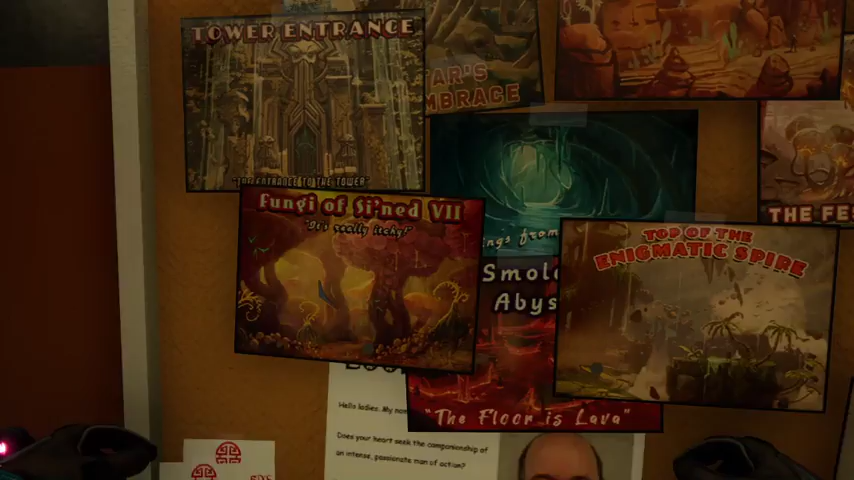 TOWER ENTRANCE
"THE ENTRANCE TO THE TOWER"
AR'S
MBRACE
Fungi of Si'ned VII
"It's really itchy!"
ings from
THE FE
TOP OF THE
ENIGMATIC SPIRE
Smol
Abys
"The Floor is Lava"
Hello ladies. My nam
Does your heart seek the companionship of
an intense, passionate man of action?